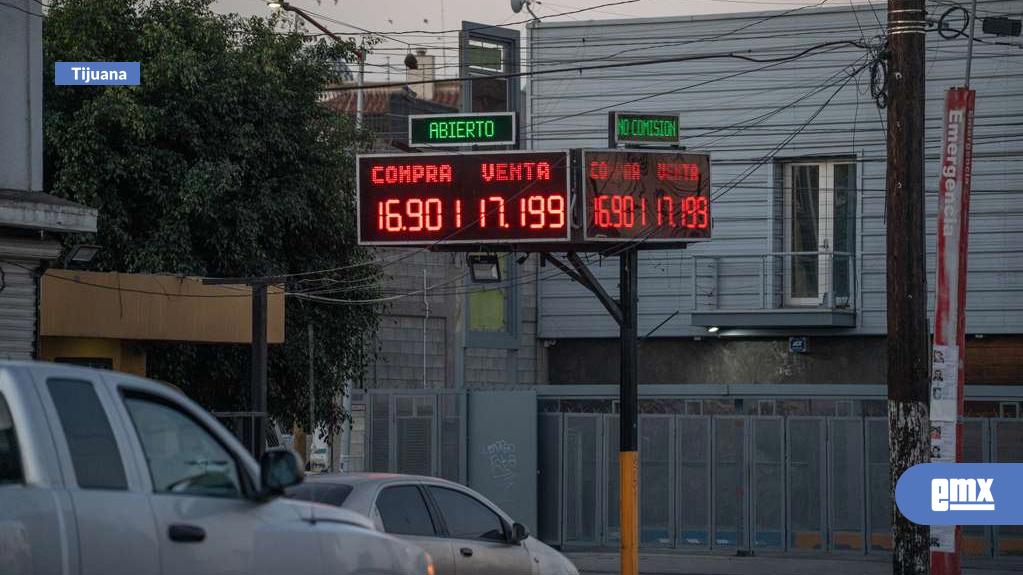 Tijuana
ABIERTO
NO COMISION
COMPRA VENTA
16.901 17.199
VENTA
16.901 17.199
Emergencia
emx